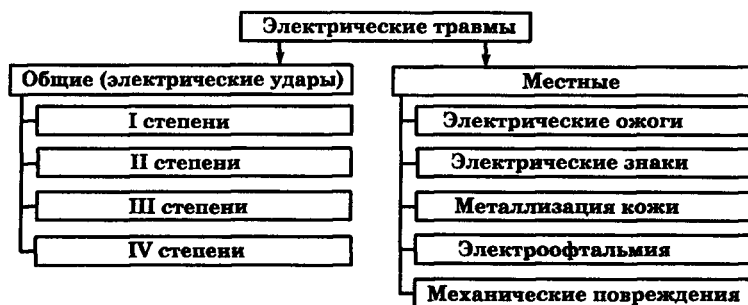 Электрические травмы
Общие (электрические удары)
I степени
II степени
III степени
IV степени
Местные
Электрические ожоги
Электрические знаки
Металлизация кожи
Электроофтальмия
Механические повреждения